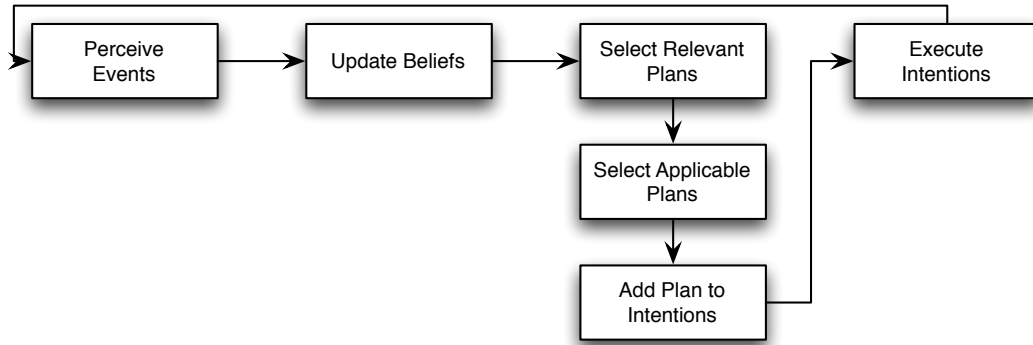 Perceive
Events
Update Beliefs
Select Relevant
Plans
Execute
Intentions
Select Applicable
Plans
Add Plan to
Intentions